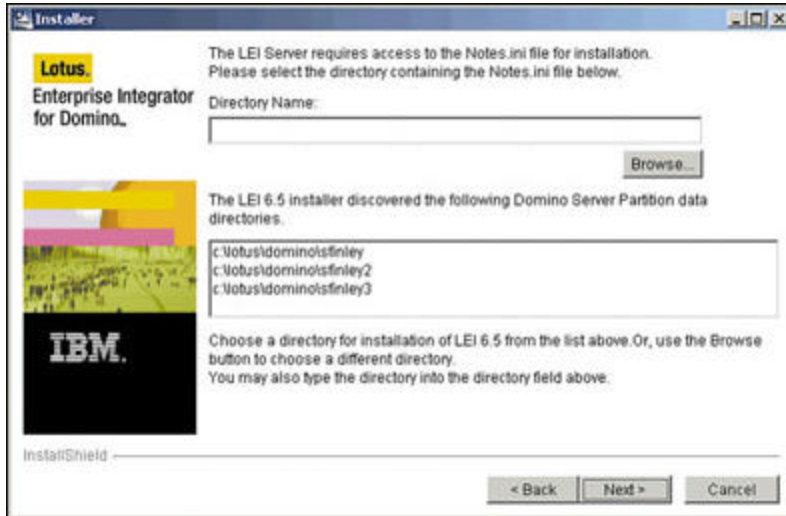 Installer
The LEI Server requires access to the Notes.ini file for installation.
Please select the directory containing the Notes.ini file below.
Lotus.
Enterprise Integrator
for Domino™
Directory Name:
Browse...
The LEI 6.5 installer discovered the following Domino Server Partition data
directories.
c:\lotus\domino\sfinley
c:\lotus\domino\sfinley2
c:\lotus\domino\sfinley3
IBM.
Choose a directory for installation of LEI 6.5 from the list above.Or, use the Browse
button to choose a different directory.
You may also type the directory into the directory field above.
InstallShield
< Back
Next >
Cancel